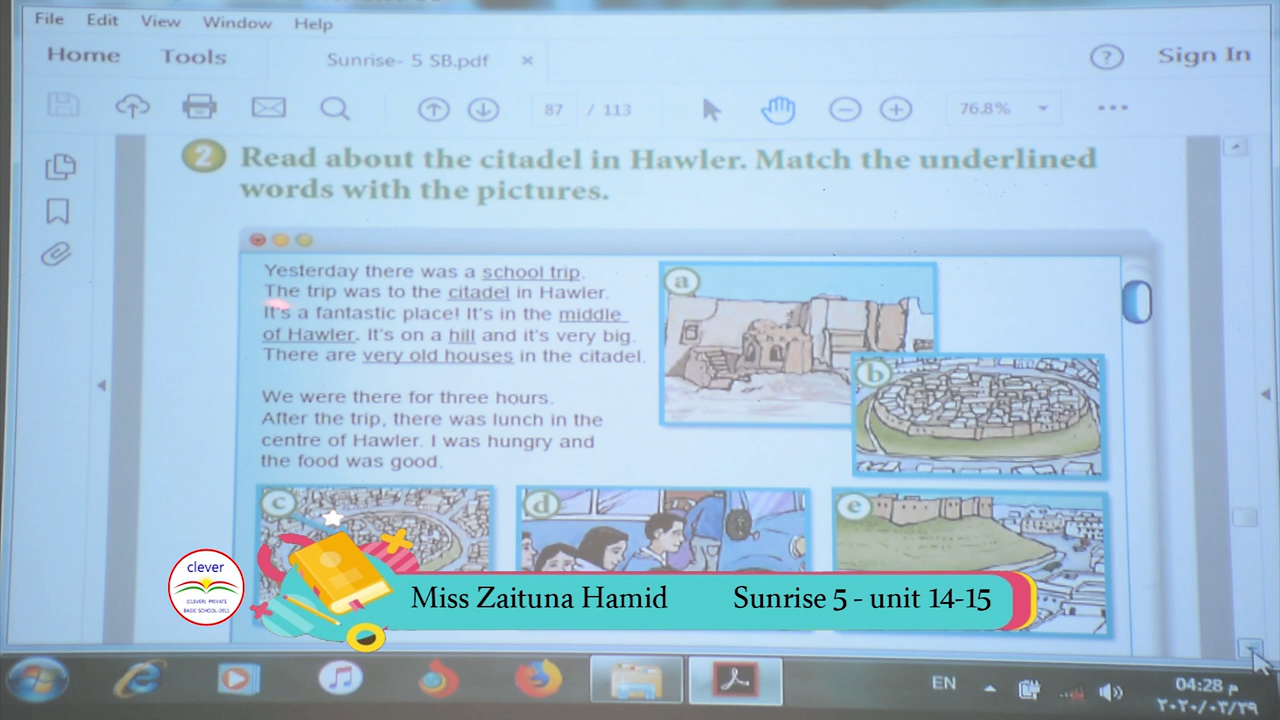 File Edit View Window Help
Home Tools Sunrise- 5 SB.pdf × ? Sign In
87 / 113 76.8%
2 Read about the citadel in Hawler. Match the underlined
words with the pictures.
Yesterday there was a school trip.
The trip was to the citadel in Hawler.
It's a fantastic place! It's in the middle
of Hawler. It's on a hill and it's very big.
There are very old houses in the citadel.
We were there for three hours.
After the trip, there was lunch in the
centre of Hawler. I was hungry and
the food was good.
a
b
c
d
e
clever
(CLEVER) PRIVATE
BASIC SCHOOL-2011
Miss Zaituna Hamid Sunrise 5 - unit 14-15
EN
04:28 م
٢٠٢٠/٠٣/٢٩